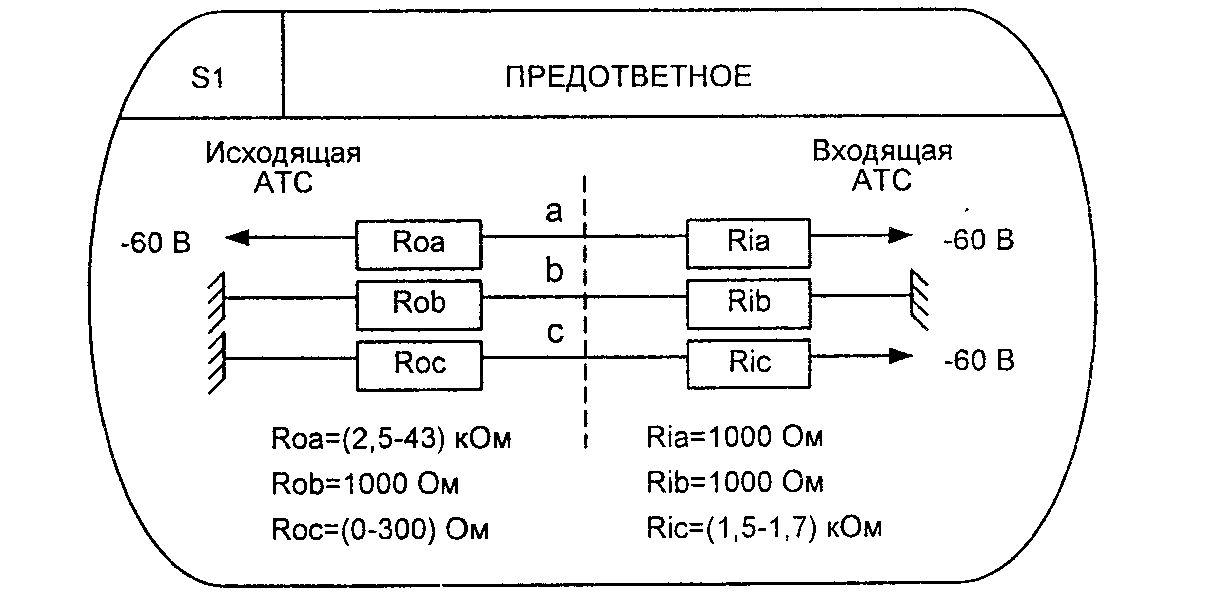 S1
ПРЕДОТВЕТНОЕ
Исходящая
АТС
Входящая
АТС
-60 В
Roa
a
Ria
-60 В
Rob
b
Rib
Roc
c
Ric
-60 В
Roa=(2,5-43) кОм
Ria=1000 Ом
Rob=1000 Ом
Rib=1000 Ом
Roc=(0-300) Ом
Ric=(1,5-1,7) кОм